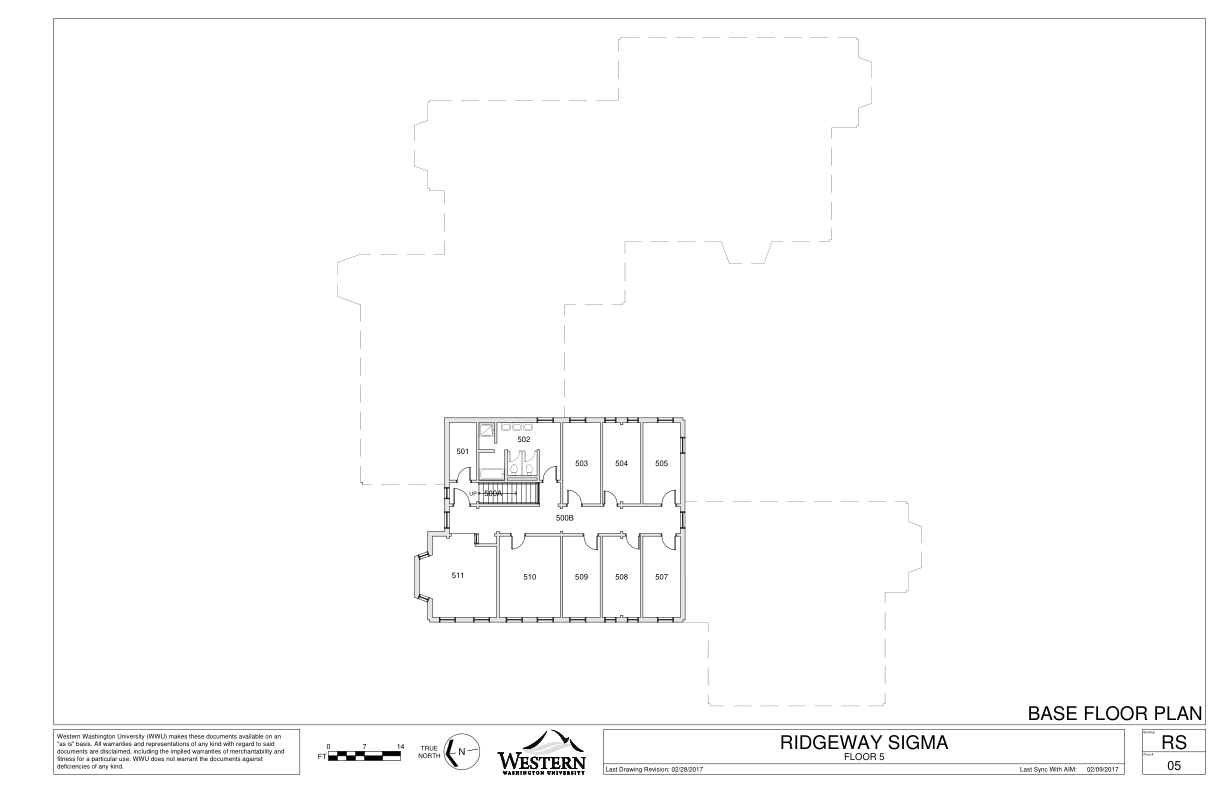 501
502
503
504
505
UP
500A
500B
511
510
509
508
507
BASE FLOOR PLAN
Western Washington University (WWU) makes these documents available on an
"as is" basis. All warranties and representations of any kind with regard to said
documents are disclaimed, including the implied warranties of merchantability and
fitness for a particular use. WWU does not warrant the documents against
deficiencies of any kind.
0 7 14
FT
TRUE
NORTH
N
WESTERN
WASHINGTON UNIVERSITY
RIDGEWAY SIGMA
FLOOR 5
Last Drawing Revision: 02/28/2017
Last Sync With AIM: 02/09/2017
RS
05